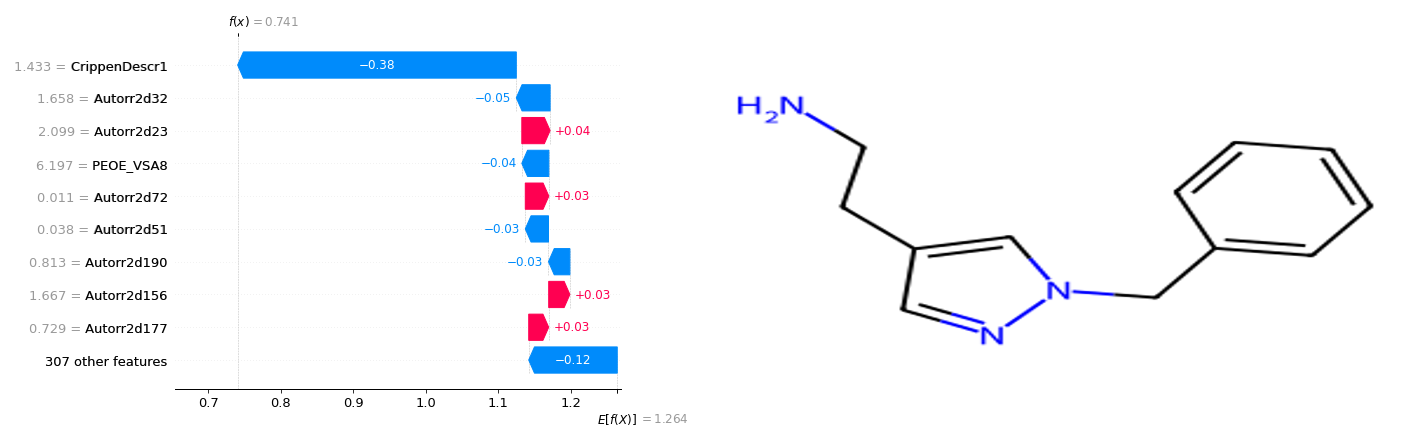 f(x) = 0.741
1.433 = CrippenDescr1
−0.38
1.658 = Autorr2d32
−0.05
2.099 = Autorr2d23
+0.04
6.197 = PEOE_VSA8
−0.04
0.011 = Autorr2d72
+0.03
0.038 = Autorr2d51
−0.03
0.813 = Autorr2d190
−0.03
1.667 = Autorr2d156
+0.03
0.729 = Autorr2d177
+0.03
307 other features
−0.12
0.7 0.8 0.9 1.0 1.1 1.2
E[f(X)] = 1.264
H2N
N
N